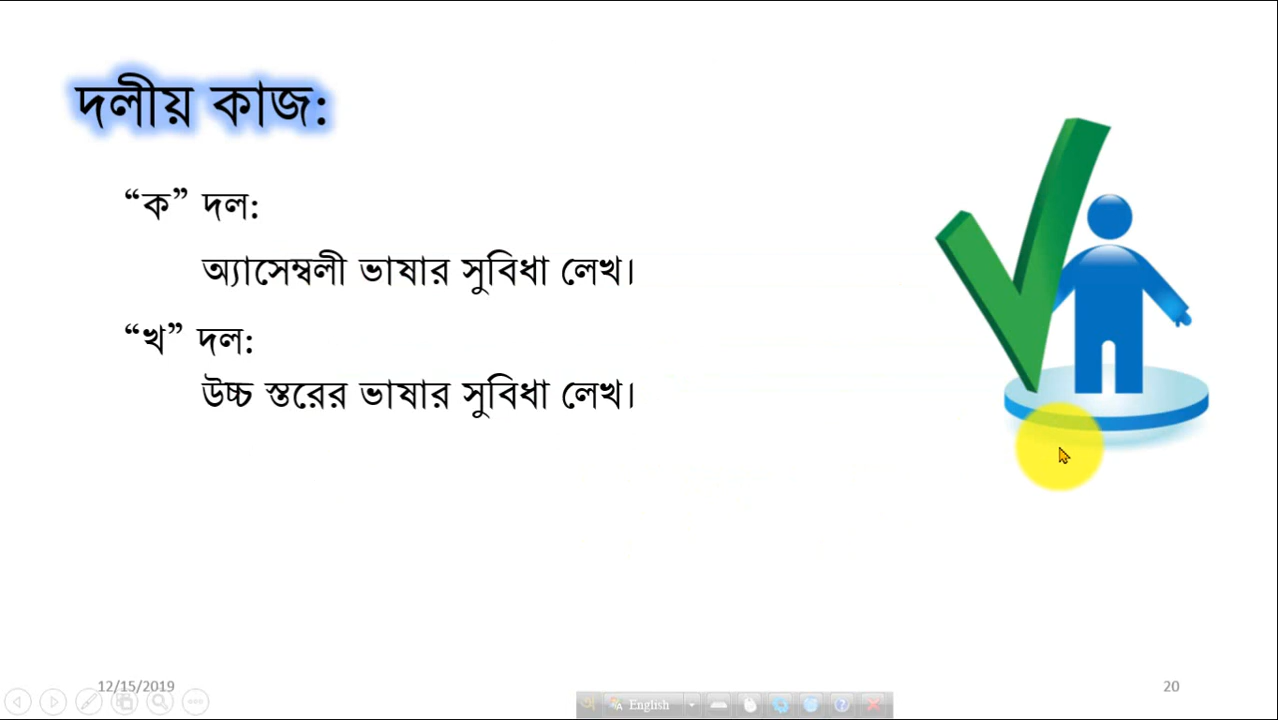 দলীয় কাজ:
“ক” দল:
অ্যাসেম্বলী ভাষার সুবিধা লেখ।
“খ” দল:
উচ্চ স্তরের ভাষার সুবিধা লেখ।
12/15/2019
20
English